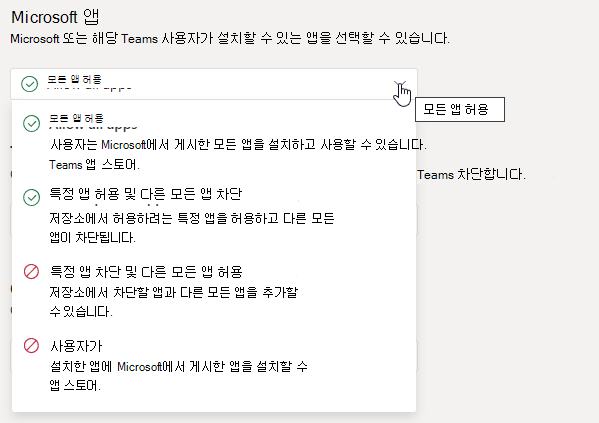 Microsoft 앱
Microsoft 또는 해당 Teams 사용자가 설치할 수 있는 앱을 선택할 수 있습니다.
모든 앱 허용
모든 앱 허용
모든 앱 허용
Allow all apps
사용자는 Microsoft에서 게시한 모든 앱을 설치하고 사용할 수 있습니다.
Teams 앱 스토어.
Teams 차단합니다.
특정 앱 허용 및 다른 모든 앱 차단
저장소에서 허용하려는 특정 앱을 허용하고 다른 모든
앱이 차단됩니다.
특정 앱 차단 및 다른 모든 앱 허용
저장소에서 차단할 앱과 다른 모든 앱을 추가할
수 있습니다.
사용자가
설치한 앱에 Microsoft에서 게시한 앱을 설치할 수
앱 스토어.